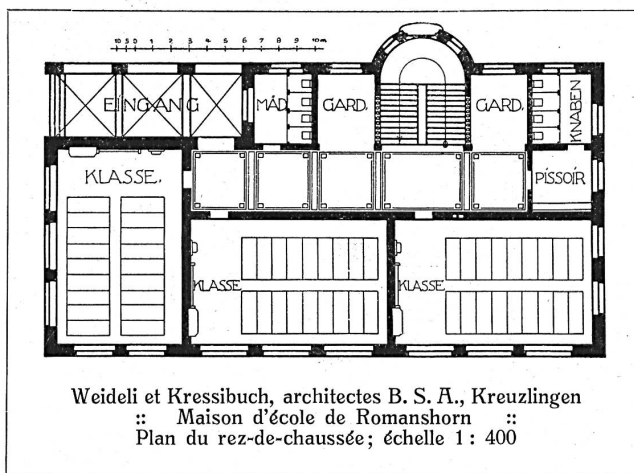 10 5 0 1 2 3 4 5 6 7 8 9 10 m
EINGANG
MÄD.
GARD.
GARD.
KNABEN
KLASSE.
PISSOIR
KLASSE
KLASSE
Weideli et Kressibuch, architectes B. S. A., Kreuzlingen
:: Maison d'école de Romanshorn ::
Plan du rez-de-chaussée; échelle 1 : 400